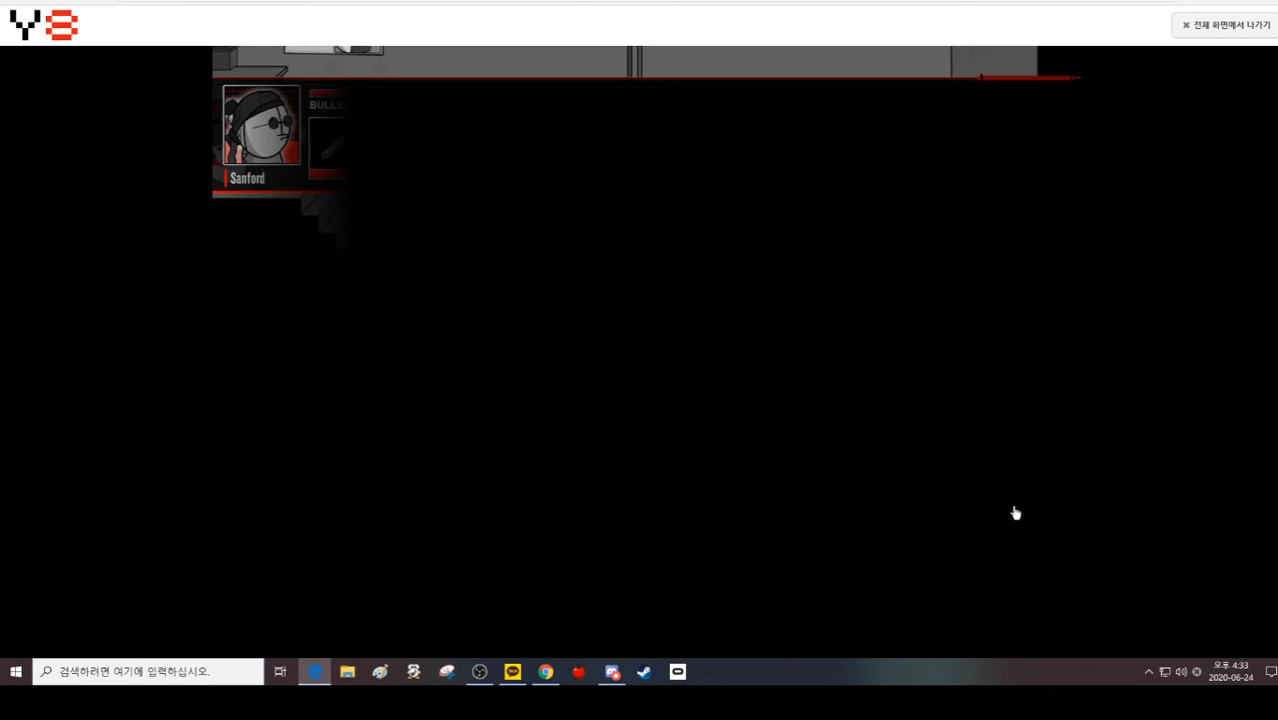 Y8
전체 화면에서 나가기
Sanford
검색하려면 여기에 입력하십시오.
오후 4:33
2020-06-24